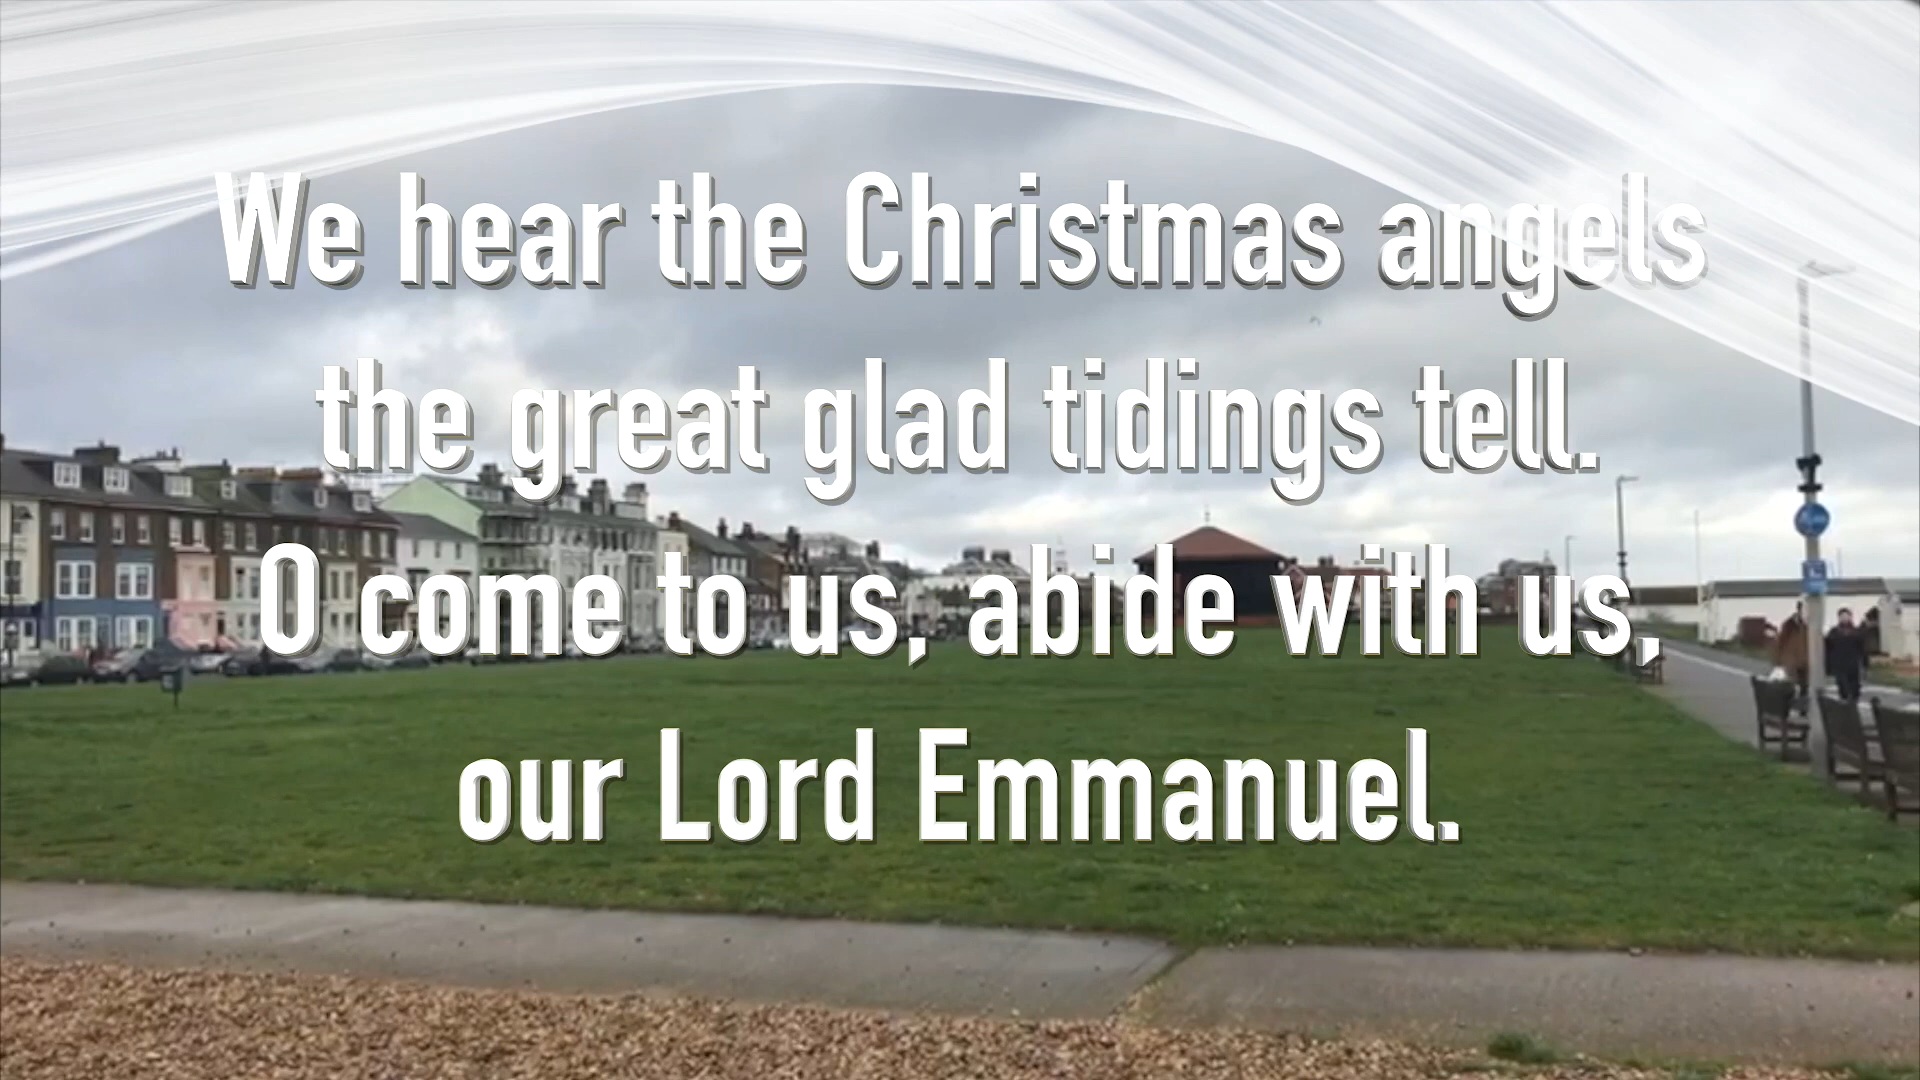 We hear the Christmas angels
the great glad tidings tell.
O come to us, abide with us,
our Lord Emmanuel.